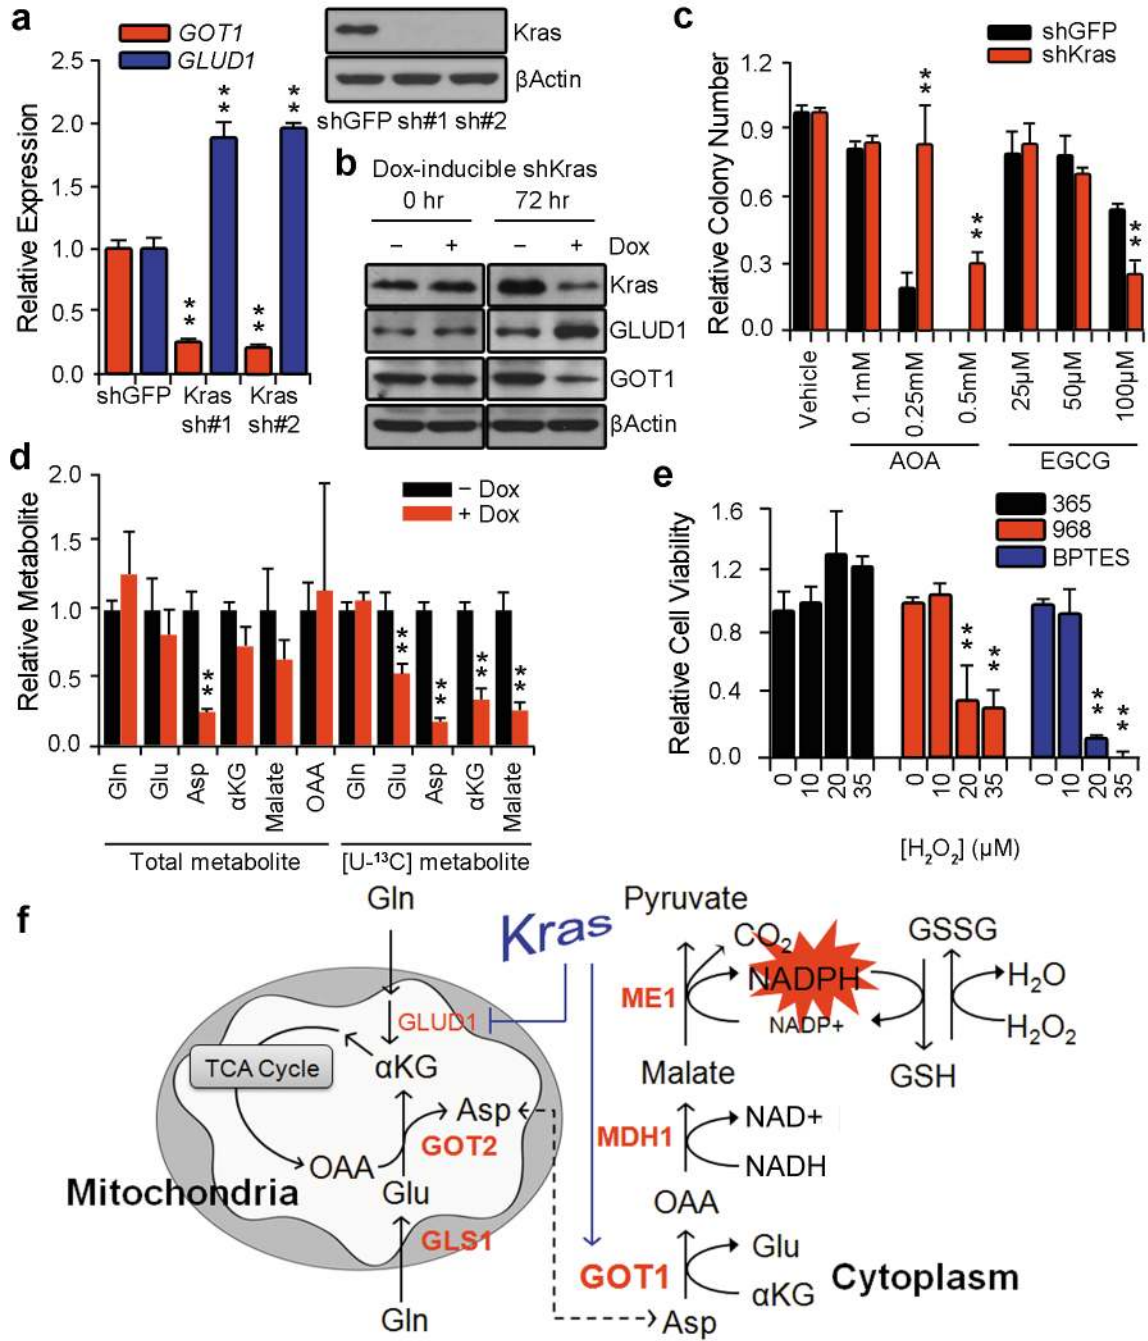 a
GOT1
GLUD1
Relative Expression
2.5
2.0
1.5
1.0
0.5
0.0
**
**
**
**
shGFP
Kras
sh#1
Kras
sh#2
Kras
βActin
shGFP sh#1 sh#2
b
Dox-inducible shKras
0 hr
72 hr
− + − + Dox
Kras
GLUD1
GOT1
βActin
c
shGFP
shKras
Relative Colony Number
1.2
0.9
0.6
0.3
0.0
**
**
**
Vehicle
0.1mM
0.25mM
0.5mM
25μM
50μM
100μM
AOA
EGCG
d
− Dox
+ Dox
Relative Metabolite
2.0
1.5
1.0
0.5
0.0
**
**
**
**
**
Gln
Glu
Asp
αKG
Malate
OAA
Gln
Glu
Asp
αKG
Malate
Total metabolite
[U-¹³C] metabolite
e
365
968
BPTES
Relative Cell Viability
1.6
1.2
0.8
0.4
0.0
**
**
**
**
0
10
20
35
0
10
20
35
0
10
20
35
[H₂O₂] (μM)
f
Gln
Kras
GLUD1
TCA Cycle
αKG
Asp
GOT2
OAA
Glu
Mitochondria
GLS1
Gln
Pyruvate
CO₂
ME1
NADPH
NADP+
GSSG
H₂O
H₂O₂
GSH
Malate
MDH1
NAD+
NADH
OAA
GOT1
Glu
αKG
Asp
Cytoplasm